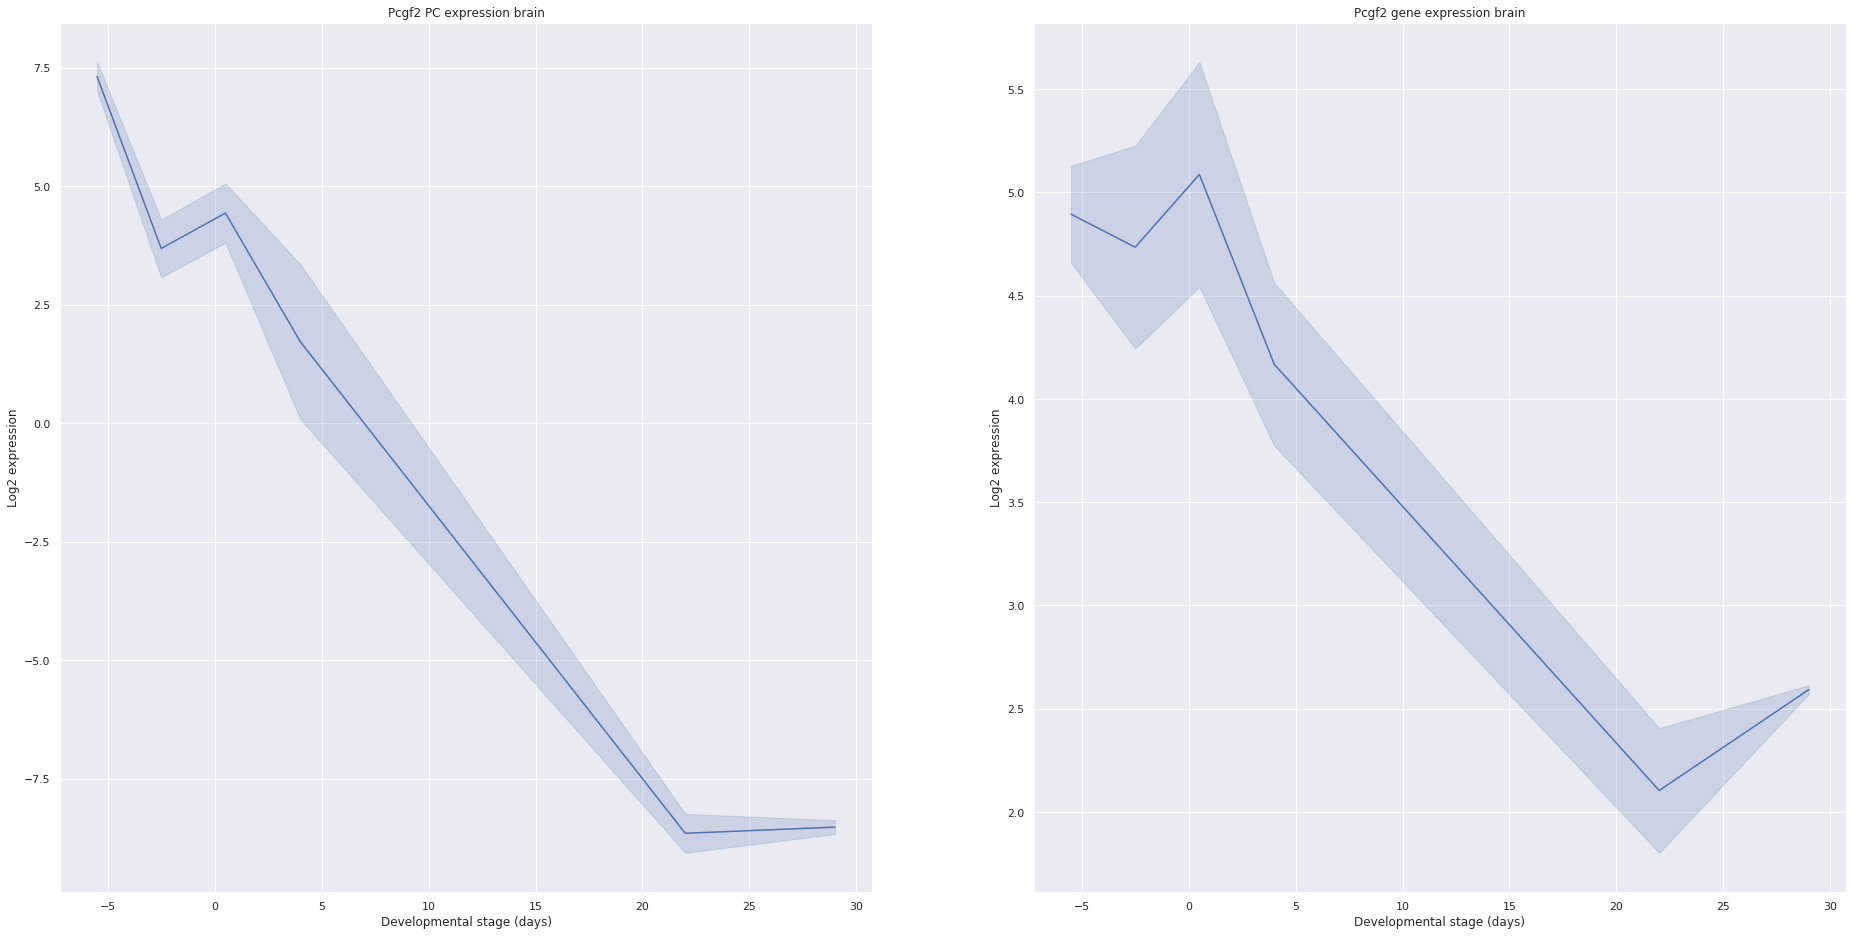 Pcgf2 PC expression brain
7.5
5.0
2.5
0.0
−2.5
−5.0
−7.5
Log2 expression
−5 0 5 10 15 20 25 30
Developmental stage (days)
Pcgf2 gene expression brain
5.5
5.0
4.5
4.0
3.5
3.0
2.5
2.0
Log2 expression
−5 0 5 10 15 20 25 30
Developmental stage (days)